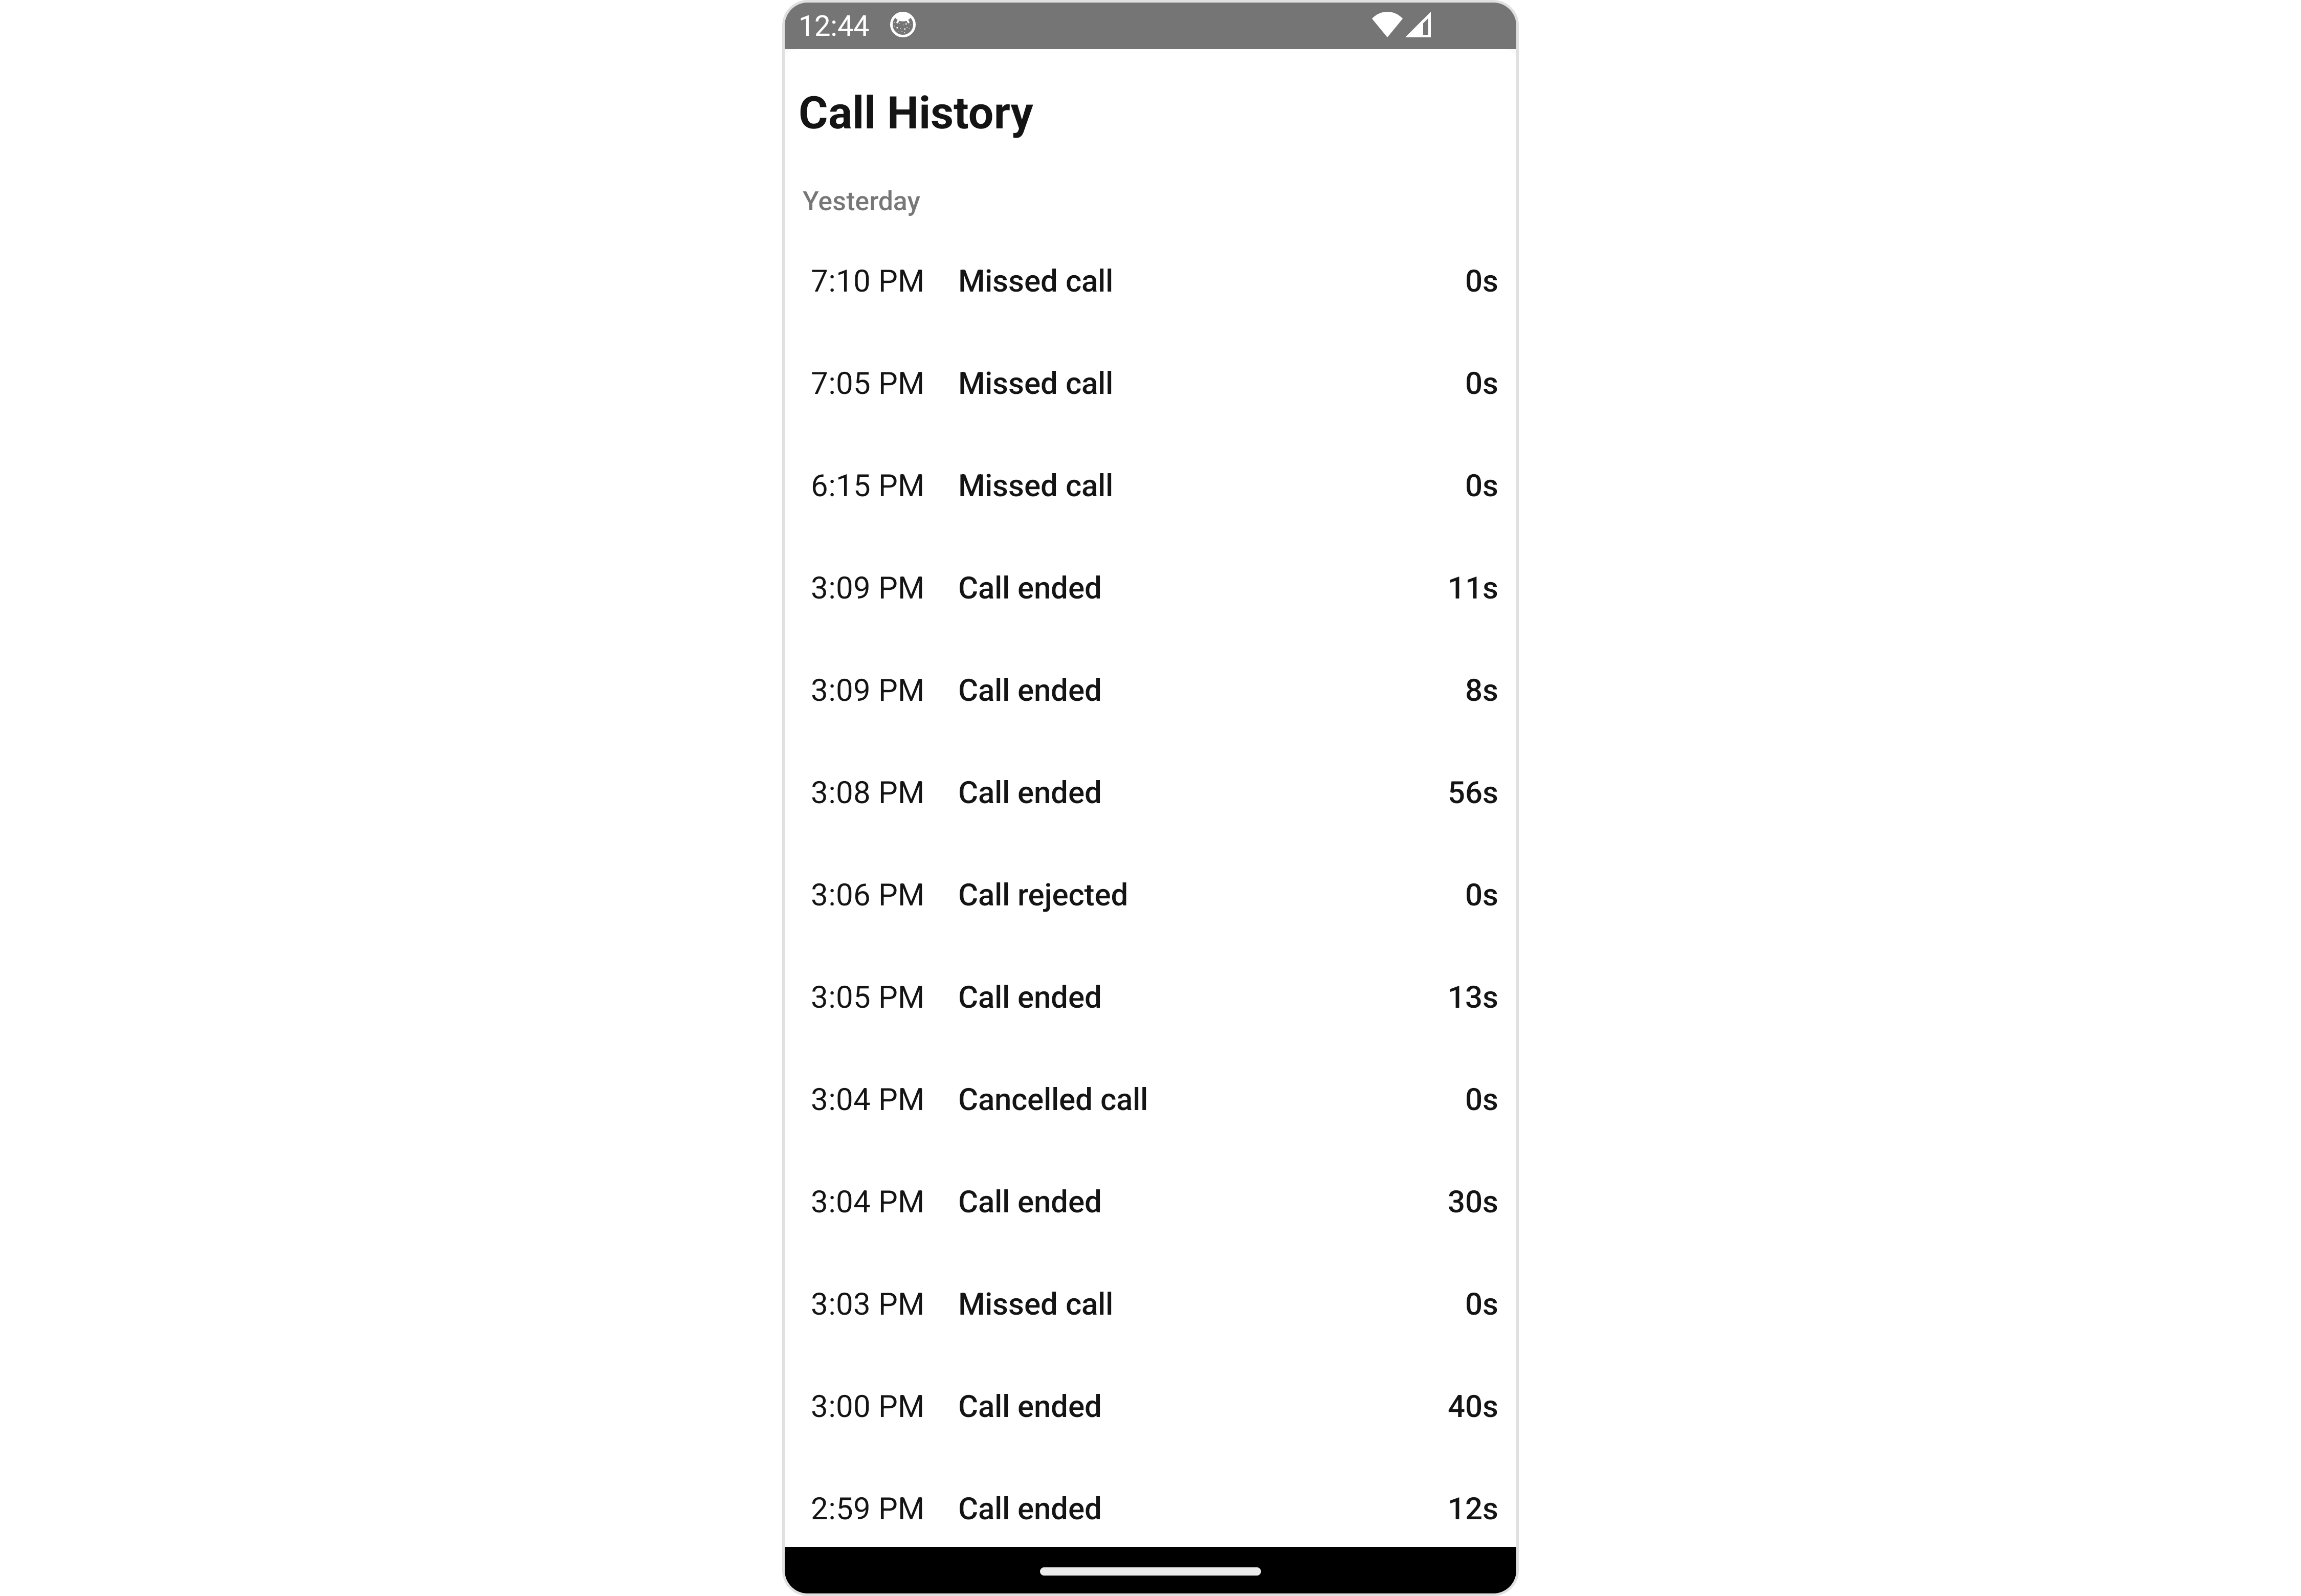 12:44
Call History
Yesterday
7:10 PM Missed call 0s
7:05 PM Missed call 0s
6:15 PM Missed call 0s
3:09 PM Call ended 11s
3:09 PM Call ended 8s
3:08 PM Call ended 56s
3:06 PM Call rejected 0s
3:05 PM Call ended 13s
3:04 PM Cancelled call 0s
3:04 PM Call ended 30s
3:03 PM Missed call 0s
3:00 PM Call ended 40s
2:59 PM Call ended 12s